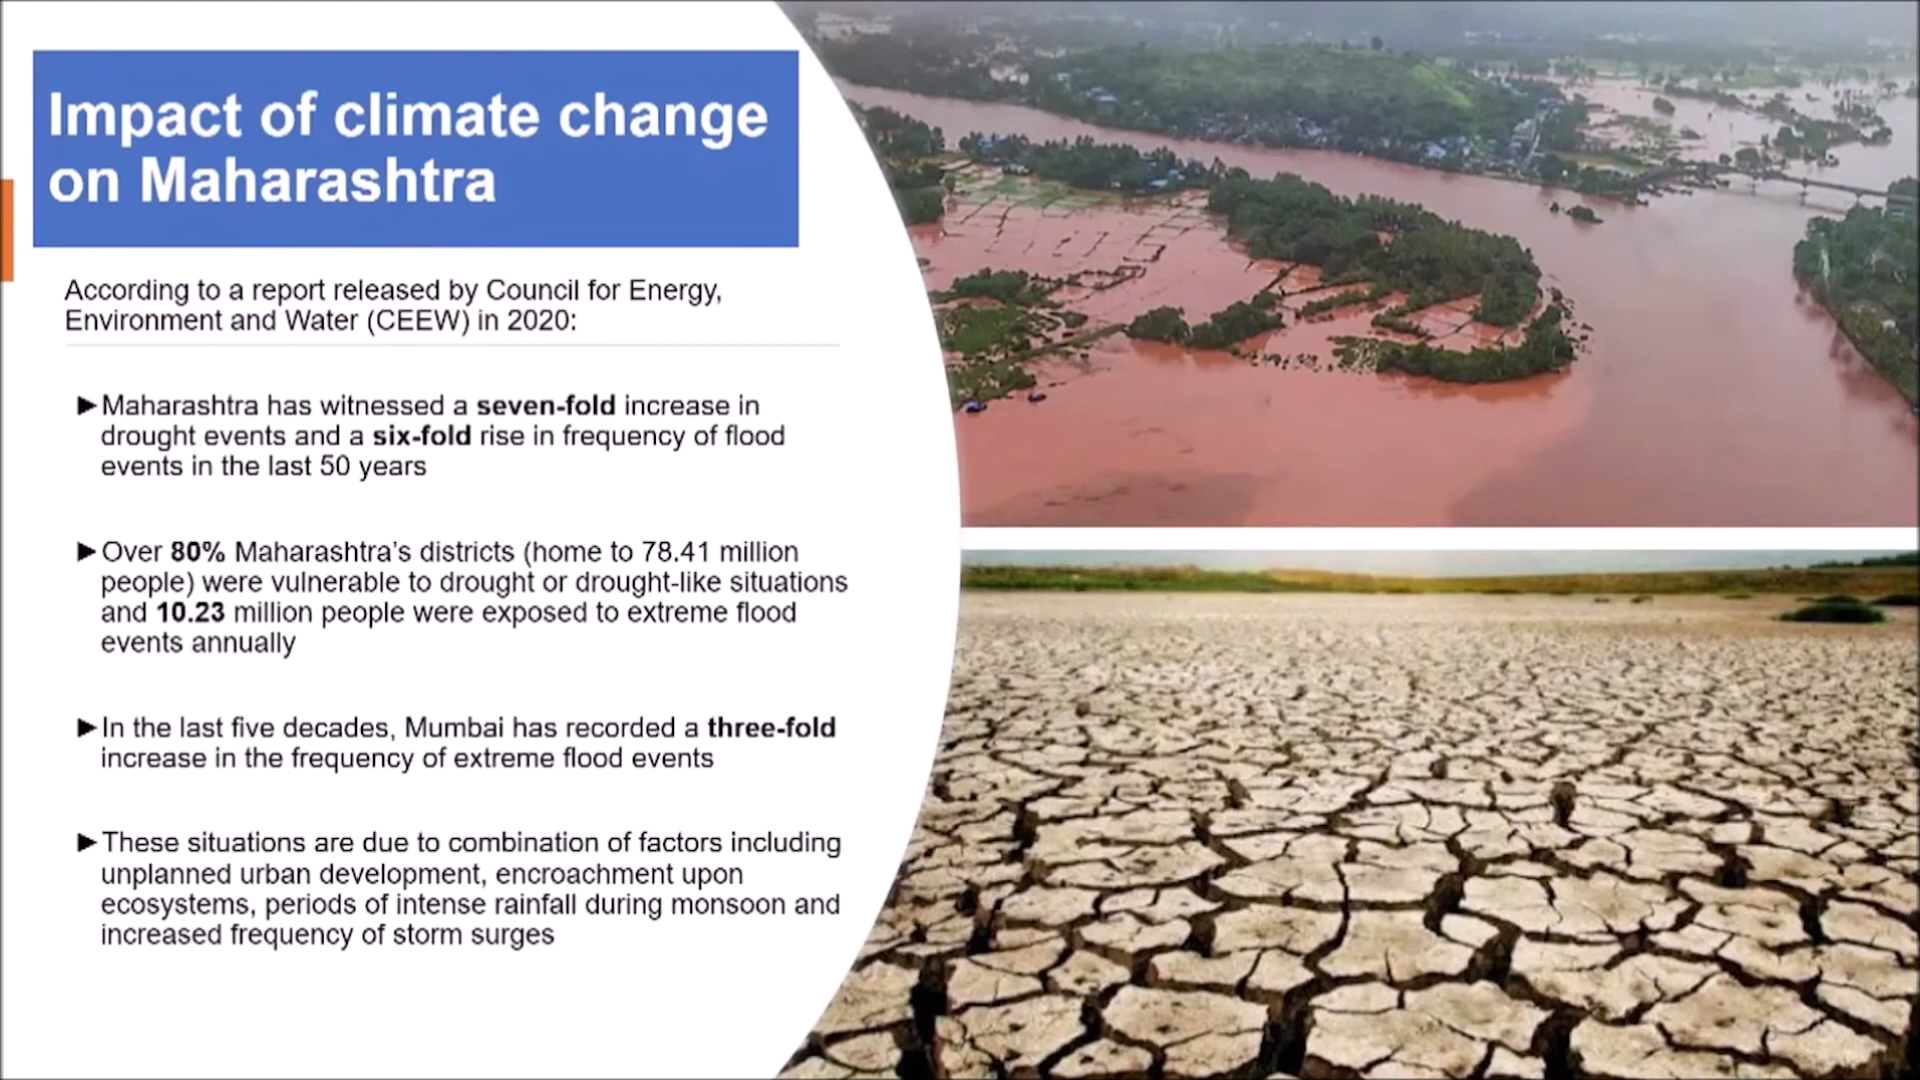 Impact of climate change
on Maharashtra
According to a report released by Council for Energy,
Environment and Water (CEEW) in 2020:
►Maharashtra has witnessed a seven-fold increase in
drought events and a six-fold rise in frequency of flood
events in the last 50 years
►Over 80% Maharashtra’s districts (home to 78.41 million
people) were vulnerable to drought or drought-like situations
and 10.23 million people were exposed to extreme flood
events annually
►In the last five decades, Mumbai has recorded a three-fold
increase in the frequency of extreme flood events
►These situations are due to combination of factors including
unplanned urban development, encroachment upon
ecosystems, periods of intense rainfall during monsoon and
increased frequency of storm surges